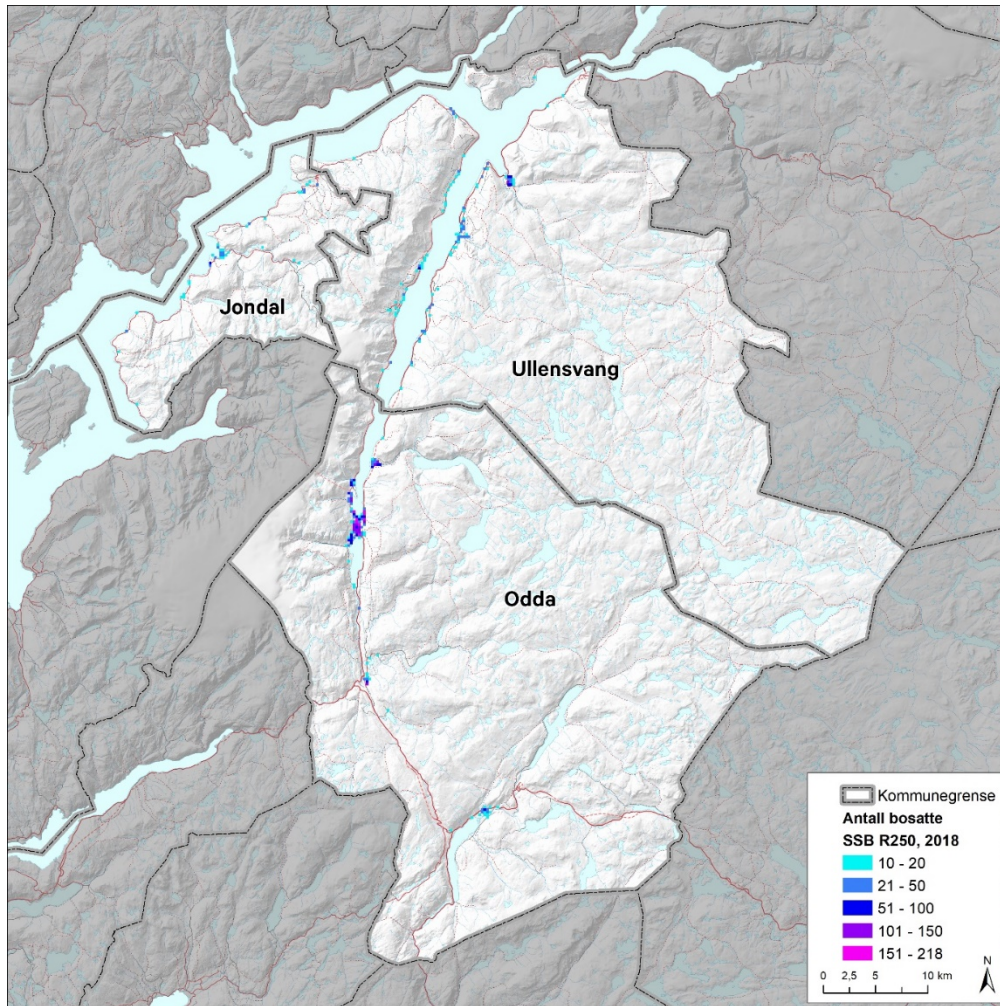 Jondal
Ullensvang
Odda
Kommunegrense
Antall bosatte
SSB R250, 2018
10 - 20
21 - 50
51 - 100
101 - 150
151 - 218
N
0 2,5 5 10 km